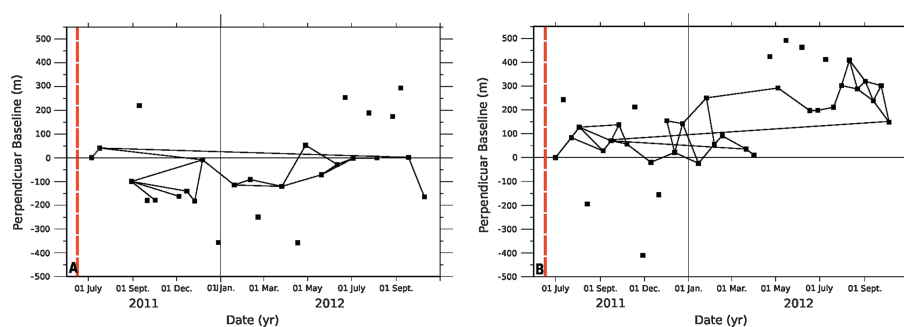 500
400
300
200
100
0
-100
-200
-300
-400
-500
Perpendicuar Baseline (m)
A
01 July
01 Sept.
01 Dec.
01 Jan.
01 Mar.
01 May
01 July
01 Sept.
2011
2012
Date (yr)
500
400
300
200
100
0
-100
-200
-300
-400
-500
Perpendicuar Baseline (m)
B
01 July
01 Sept.
01 Dec.
01 Jan.
01 Mar.
01 May
01 July
01 Sept.
2011
2012
Date (yr)